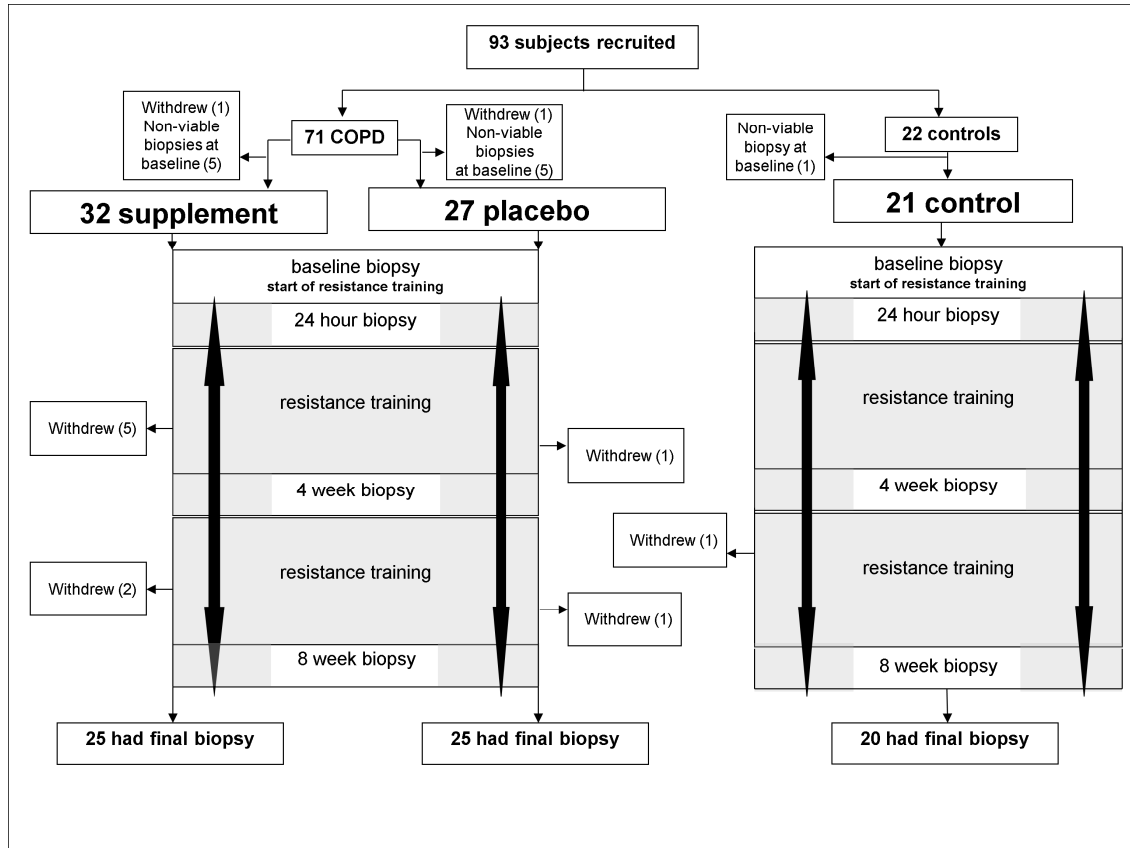 93 subjects recruited
Withdrew (1)
Non-viable
biopsies at
baseline (5)
71 COPD
Withdrew (1)
Non-viable
biopsies
at baseline (5)
Non-viable
biopsy at
baseline (1)
22 controls
32 supplement
27 placebo
21 control
baseline biopsy
start of resistance training
24 hour biopsy
resistance training
Withdrew (5)
Withdrew (1)
4 week biopsy
resistance training
Withdrew (2)
Withdrew (1)
8 week biopsy
25 had final biopsy
25 had final biopsy
baseline biopsy
start of resistance training
24 hour biopsy
resistance training
4 week biopsy
Withdrew (1)
resistance training
8 week biopsy
20 had final biopsy